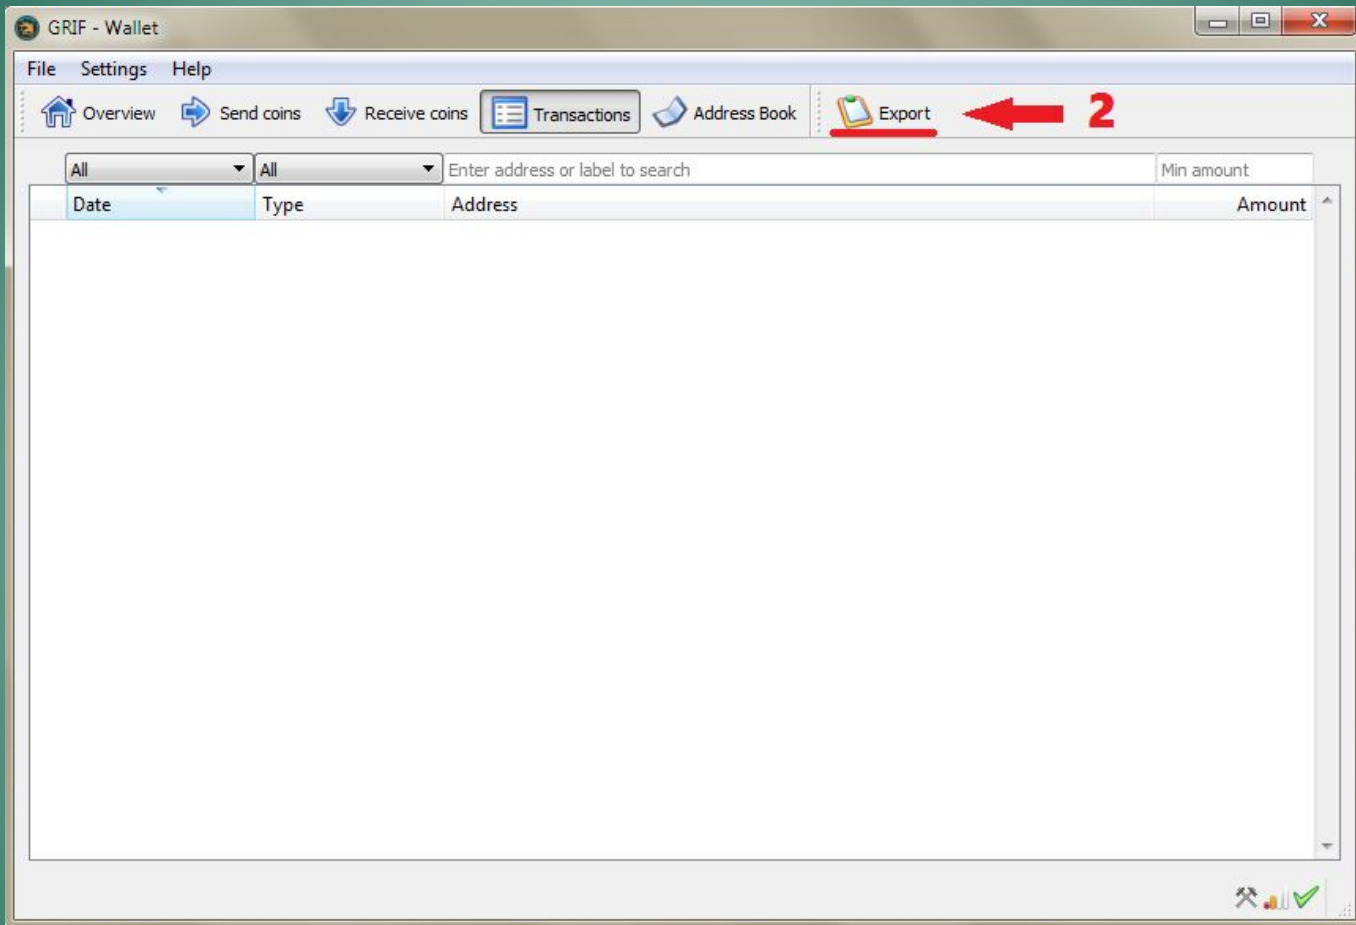 GRIF - Wallet
File Settings Help
Overview Send coins Receive coins Transactions Address Book Export 2
All All Enter address or label to search Min amount
Date Type Address Amount